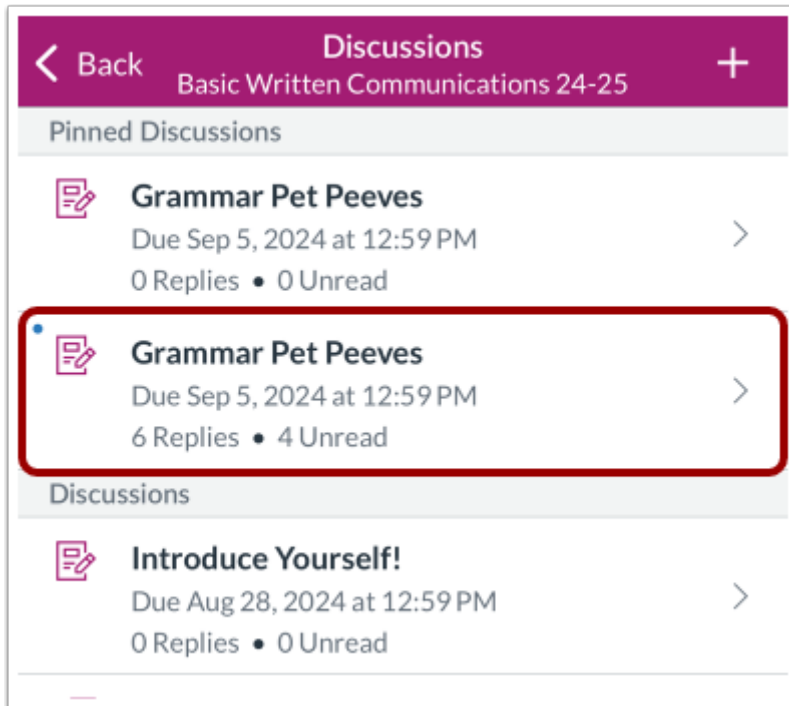 Back
Discussions
Basic Written Communications 24-25
Pinned Discussions
Grammar Pet Peeves
Due Sep 5, 2024 at 12:59 PM
0 Replies • 0 Unread
Grammar Pet Peeves
Due Sep 5, 2024 at 12:59 PM
6 Replies • 4 Unread
Discussions
Introduce Yourself!
Due Aug 28, 2024 at 12:59 PM
0 Replies • 0 Unread